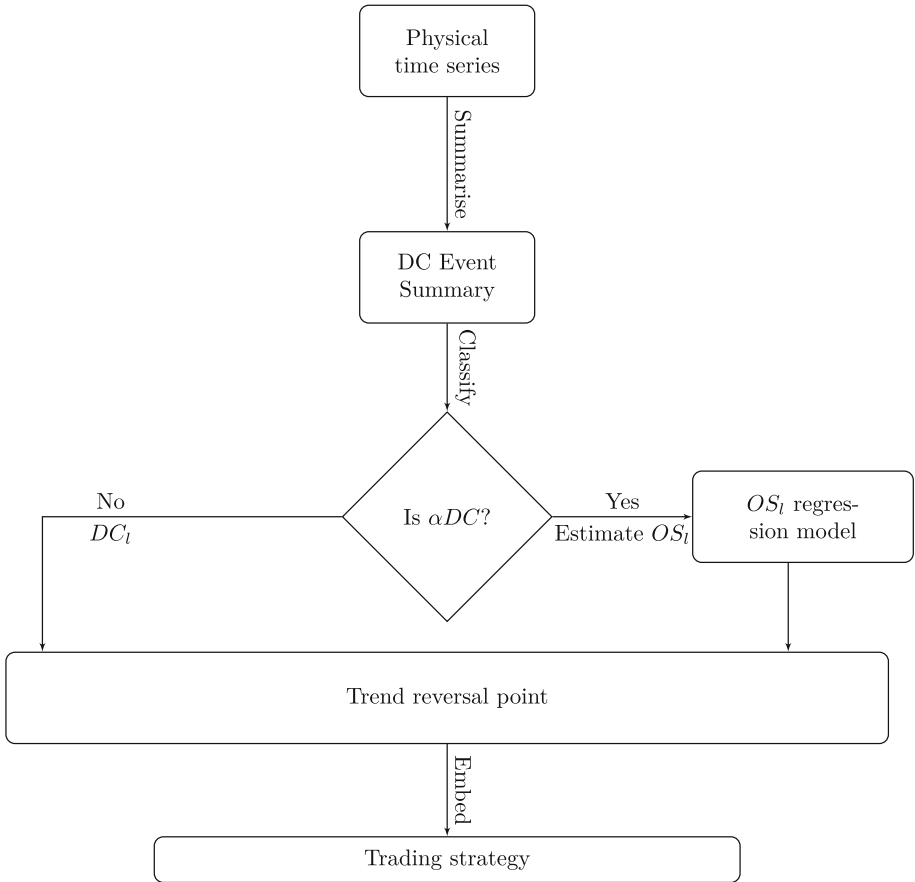 Physical
time series
Summarise
DC Event
Summary
Classify
Is αDC?
No
DC_l
Yes
Estimate OS_l
OS_l regres-
sion model
Trend reversal point
Embed
Trading strategy